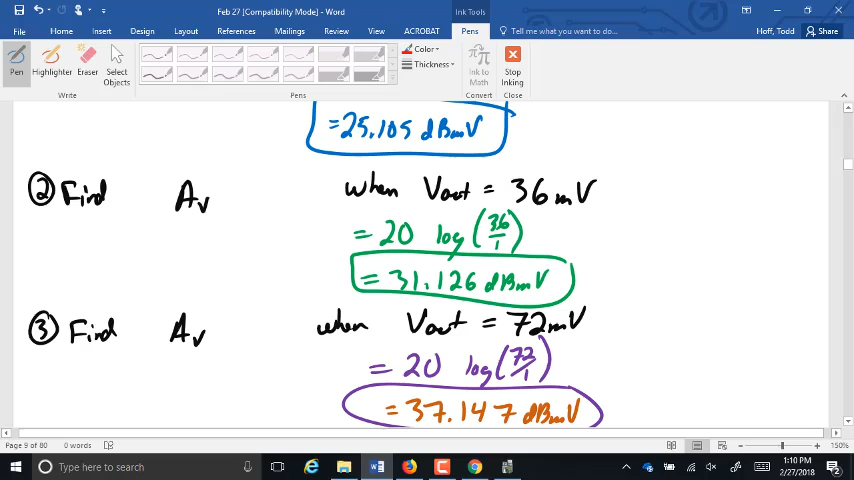 Feb 27 [Compatibility Mode] - Word
Ink Tools
File Home Insert Design Layout References Mailings Review View ACROBAT Pens Tell me what you want to do... Hoff, Todd Share
Pen Highlighter Eraser Select Objects
Color
Thickness
Ink to Math
Stop Inking
Write Pens Convert Close
= 25.105 dBmV
② Find Av when Vout = 36mV
= 20 log(36/1)
= 31.126 dBmV
③ Find Av when Vout = 72mV
= 20 log(72/1)
= 37.147 dBmV
Page 9 of 80 0 words 150%
Type here to search
1:10 PM
2/27/2018
2